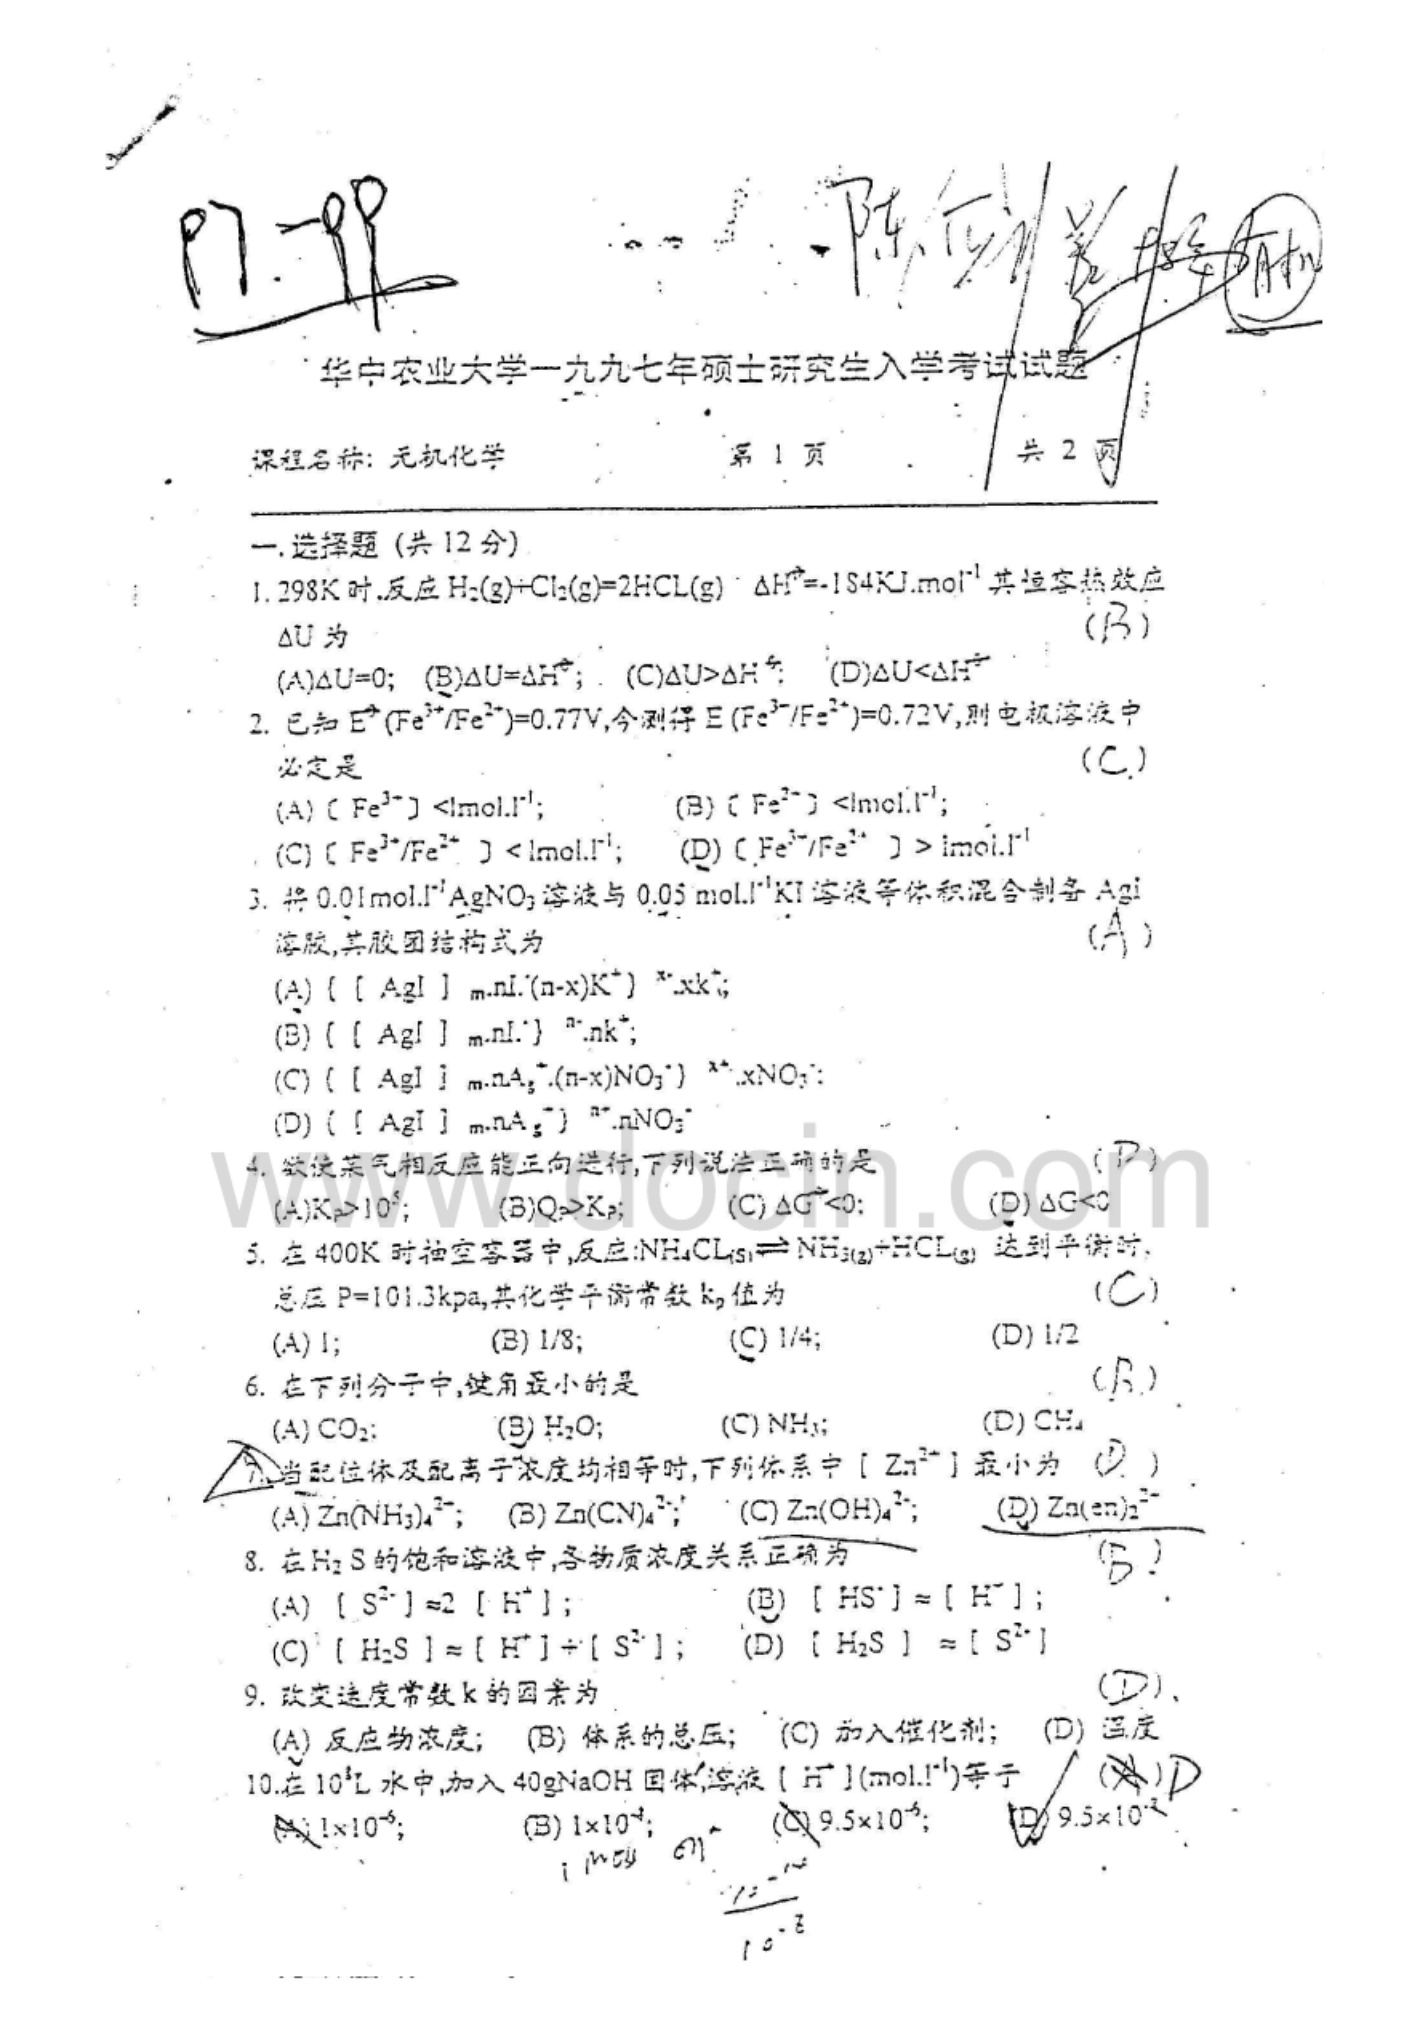 97-99
有机
华中农业大学一九九七年硕士研究生入学考试试题
课程名称: 无机化学 第 1 页 共 2 页
一.选择题 (共 12 分)
1. 298K 时.反应 H₂(g)+Cl₂(g)=2HCL(g) ΔH°=-184KJ.mol⁻¹ 其恒容热效应
ΔU 为 (B)
(A)ΔU=0; (B)ΔU=ΔH°; (C)ΔU>ΔH°; (D)ΔU<ΔH°
2. 已知 E°(Fe³⁺/Fe²⁺)=0.77V,今测得 E (Fe³⁺/Fe²⁺)=0.72V,则电极溶液中
必定是 (C)
(A) [ Fe³⁺ ] <1mol.l⁻¹; (B) [ Fe²⁺ ] <1mol.l⁻¹;
(C) [ Fe³⁺/Fe²⁺ ] < 1mol.l⁻¹; (D) [ Fe³⁺/Fe²⁺ ] > 1mol.l⁻¹
3. 将 0.01mol.l⁻¹AgNO₃溶液与 0.05 mol.l⁻¹KI 溶液等体积混合制备 AgI
溶胶,其胶团结构式为 (A)
(A) { [ AgI ] m.nI⁻.(n-x)K⁺} ˣ⁻.xk⁺;
(B) { [ AgI ] m.nI⁻} ⁿ⁻.nk⁺;
(C) { [ AgI ] m.nAg⁺.(n-x)NO₃⁻} ˣ⁺.xNO₃⁻;
(D) { [ AgI ] m.nAg⁺} ⁿ⁺.nNO₃⁻
4. 欲使某气相反应能正向进行,下列说法正确的是 (D)
(A)Kp>10⁵; (B)Qp>Kp; (C) ΔG°<0; (D) ΔG<0
5. 在 400K 时抽空容器中,反应:NH₄CL(s)⇌NH₃(g)+HCL(g) 达到平衡时,
总压 P=101.3kpa,其化学平衡常数 kp 值为 (C)
(A) 1; (B) 1/8; (C) 1/4; (D) 1/2
6. 在下列分子中,键角最小的是 (B)
(A) CO₂; (B) H₂O; (C) NH₃; (D) CH₄
7. 当配位体及配离子浓度均相等时,下列体系中 [ Zn²⁺ ] 最小为 (D)
(A) Zn(NH₃)₄²⁻; (B) Zn(CN)₄²⁻; (C) Zn(OH)₄²⁻; (D) Zn(en)₂²⁻
8. 在H₂ S 的饱和溶液中,各物质浓度关系正确为 (B)
(A) [ S²⁻ ] ≈2 [ H⁺ ] ; (B) [ HS⁻ ] ≈ [ H⁺ ] ;
(C) [ H₂S ] ≈ [ H⁺ ] + [ S²⁻ ] ; (D) [ H₂S ] ≈ [ S²⁻ ]
9. 改变速度常数 k 的因素为 (D)
(A) 反应物浓度; (B) 体系的总压; (C) 加入催化剂; (D) 温度
10.在 10³L 水中,加入 40gNaOH 固体,溶液 [ H⁺ ](mol.l⁻¹)等于 (A) D
(A) 1×10⁻⁶; (B) 1×10⁻⁴; (C) 9.5×10⁻⁶; (D) 9.5×10⁻²
www.docin.com